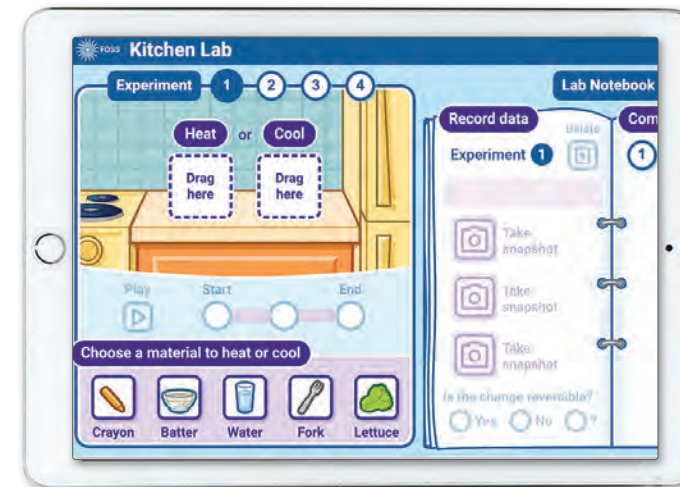 FOSS Kitchen Lab
Experiment 1 2 3 4
Heat or Cool
Drag here
Drag here
Play
Start
End
Choose a material to heat or cool
Crayon
Batter
Water
Fork
Lettuce
Lab Notebook
Record data
Delete
Experiment 1
Take snapshot
Take snapshot
Take snapshot
Is the change reversible?
Yes No ?
Com
1